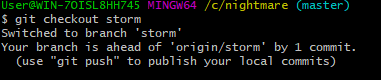 User@WIN-7OISL8HH745 MINGW64 /c/nightmare (master)
$ git checkout storm
Switched to branch 'storm'
Your branch is ahead of 'origin/storm' by 1 commit.
  (use "git push" to publish your local commits)